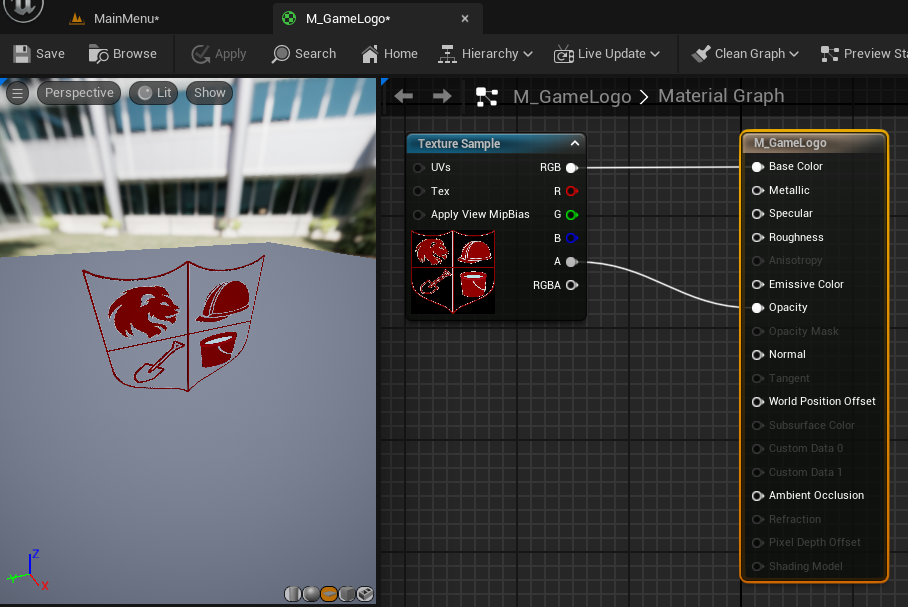 MainMenu*
M_GameLogo*
Save
Browse
Apply
Search
Home
Hierarchy
Live Update
Clean Graph
Preview Sta
Perspective
Lit
Show
M_GameLogo > Material Graph
Texture Sample
UVs
RGB
Tex
R
Apply View MipBias
G
B
A
RGBA
M_GameLogo
Base Color
Metallic
Specular
Roughness
Anisotropy
Emissive Color
Opacity
Opacity Mask
Normal
Tangent
World Position Offset
Subsurface Color
Custom Data 0
Custom Data 1
Ambient Occlusion
Refraction
Pixel Depth Offset
Shading Model
Z
X